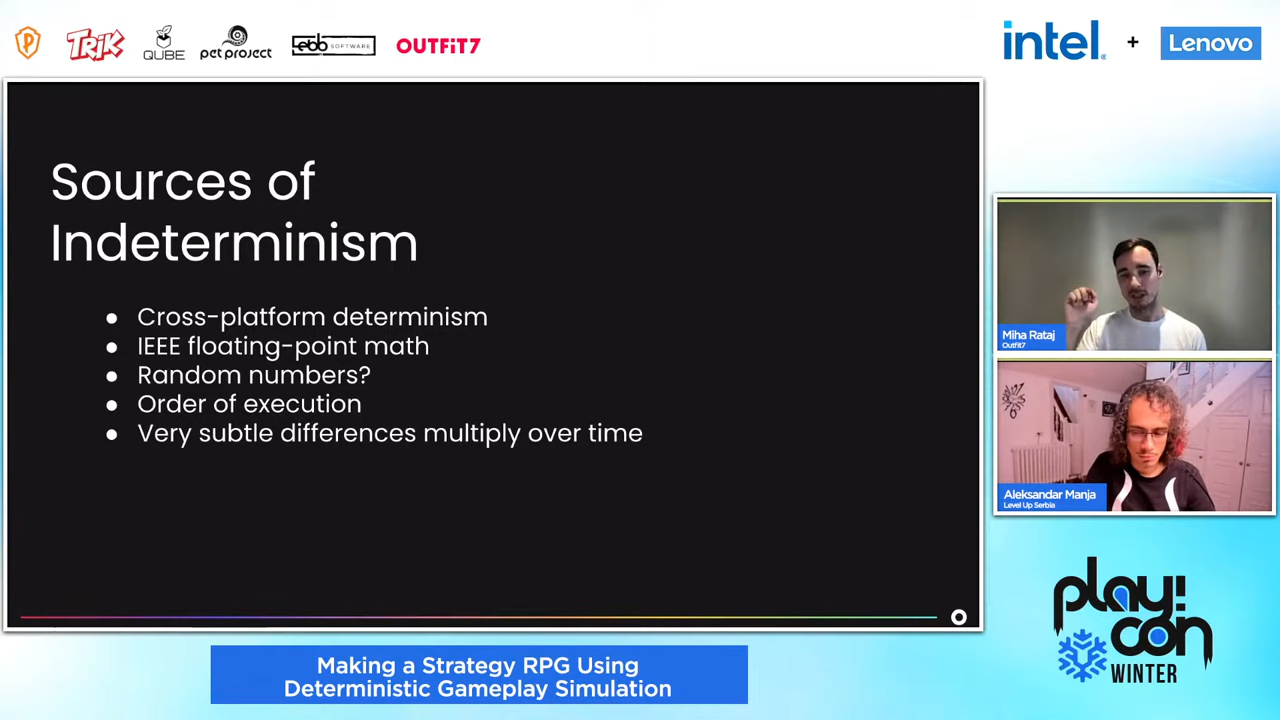 TRIK
QUBE
pet project
Lebb SOFTWARE
OUTFiT7
intel + Lenovo
Sources of
Indeterminism
● Cross-platform determinism
● IEEE floating-point math
● Random numbers?
● Order of execution
● Very subtle differences multiply over time
Miha Rataj
Outfit7
Aleksandar Manja
Level Up Serbia
play!
con
WINTER
Making a Strategy RPG Using
Deterministic Gameplay Simulation